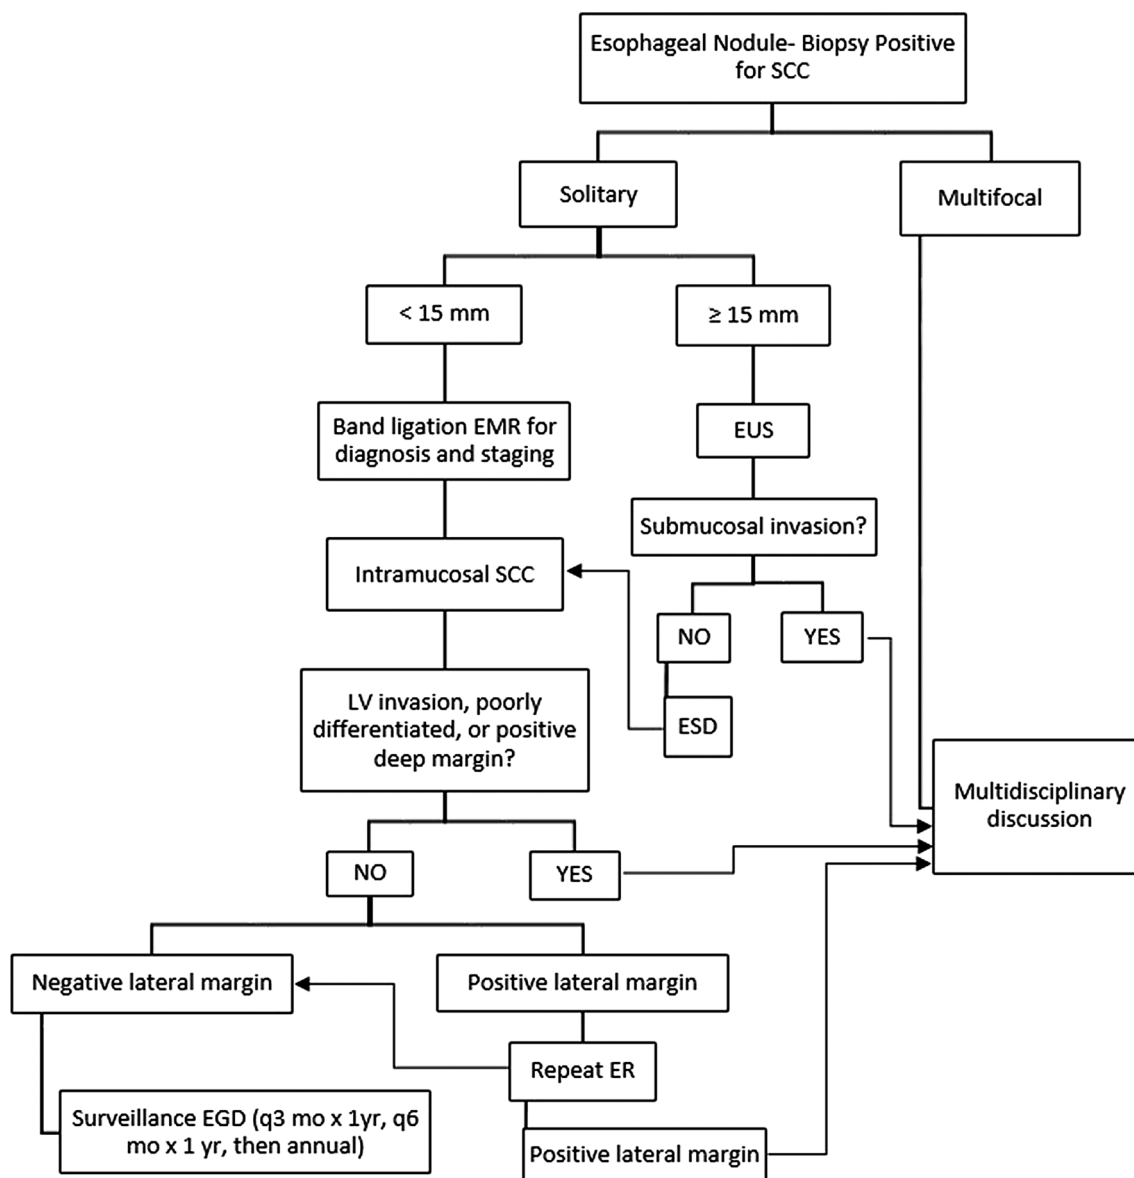 Esophageal Nodule- Biopsy Positive
for SCC
Solitary
Multifocal
< 15 mm
≥ 15 mm
Band ligation EMR for
diagnosis and staging
EUS
Submucosal invasion?
Intramucosal SCC
NO
YES
LV invasion, poorly
differentiated, or positive
deep margin?
ESD
Multidisciplinary
discussion
NO
YES
Negative lateral margin
Positive lateral margin
Repeat ER
Surveillance EGD (q3 mo x 1yr, q6
mo x 1 yr, then annual)
Positive lateral margin